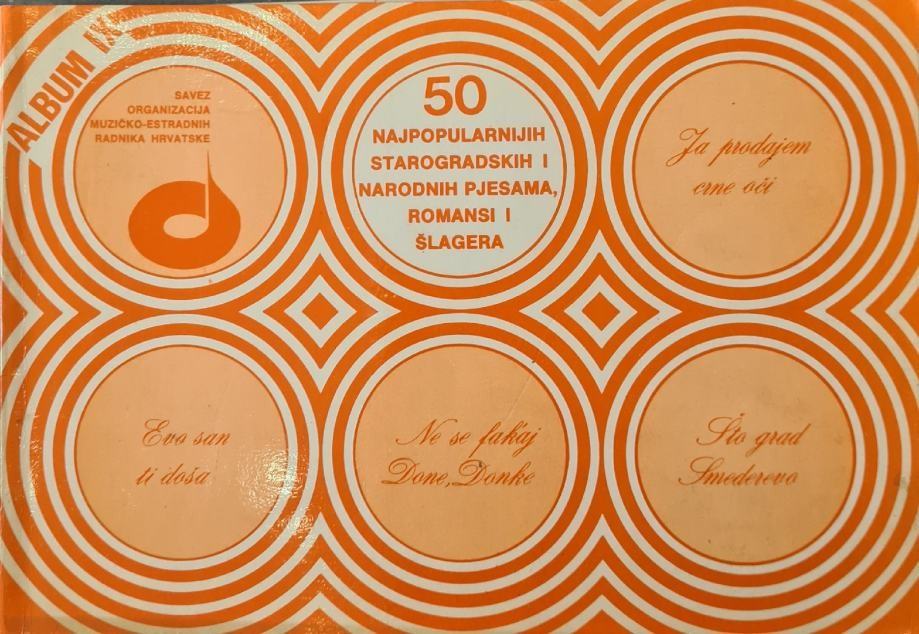 ALBUM
SAVEZ
ORGANIZACIJA
MUZIČKO-ESTRADNIH
RADNIKA HRVATSKE
50
NAJPOPULARNIJIH
STAROGRADSKIH I
NARODNIH PJESAMA,
ROMANSI I
ŠLAGERA
Ja prodajem
crne oči
Evo san
ti doša
Ne se fakaj
Done, Donke
Što grad
Smederevo